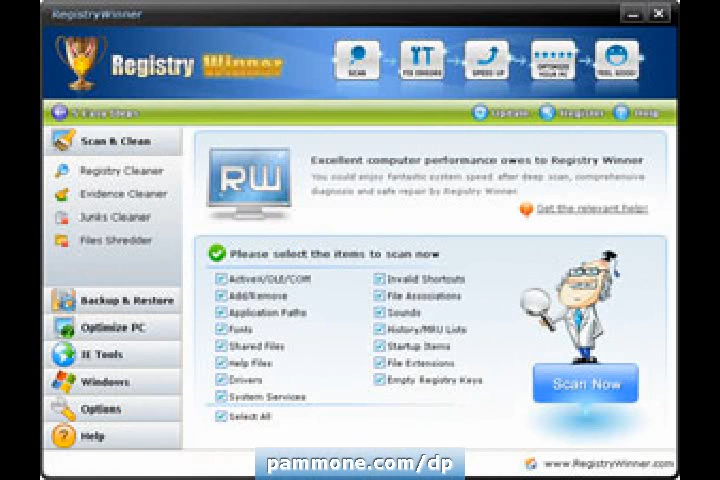 RegistryWinner
Registry Winner
SCAN
FIX ERRORS
SPEED UP
OPTIMIZE YOUR PC
FEEL GOOD!
5 Easy Steps
Update
Register
Help
Scan & Clean
Registry Cleaner
Evidence Cleaner
Junks Cleaner
Files Shredder
Backup & Restore
Optimize PC
IE Tools
Windows
Options
Help
RW
Excellent computer performance owes to Registry Winner
You could enjoy fantastic system speed after deep scan, comprehensive
diagnosis and safe repair by Registry Winner.
Get the relevant help!
Please select the items to scan now
ActiveX/OLE/COM
Add/Remove
Application Paths
Fonts
Shared Files
Help Files
Drivers
System Services
Select All
Invalid Shortcuts
File Associations
Sounds
History/MRU Lists
Startup Items
File Extensions
Empty Registry Keys
Scan Now
www.RegistryWinner.com
pammone.com/dp